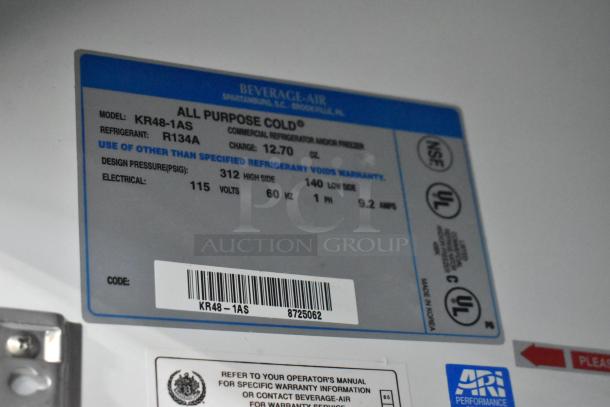 BEVERAGE-AIR
SPARTANBURG, S.C. BROOKVILLE, PA.
ALL PURPOSE COLD®
MODEL: KR48-1AS COMMERCIAL REFRIGERATOR AND/OR FREEZER
REFRIGERANT: R134A CHARGE: 12.70 OZ.
USE OF OTHER THAN SPECIFIED REFRIGERANT VOIDS WARRANTY.
DESIGN PRESSURE(PSIG): 312 HIGH SIDE 140 LOW SIDE
ELECTRICAL: 115 VOLTS 60 HZ 1 PH 9.2 AMPS
NSF
UL
C UL
MADE IN KOREA
PCI
AUCTION GROUP
CODE:
KR48-1AS 8725062
REFER TO YOUR OPERATOR'S MANUAL
FOR SPECIFIC WARRANTY INFORMATION
OR CONTACT BEVERAGE-AIR
FOR WARRANTY SERVICE
ARi
PERFORMANCE
PLEAS